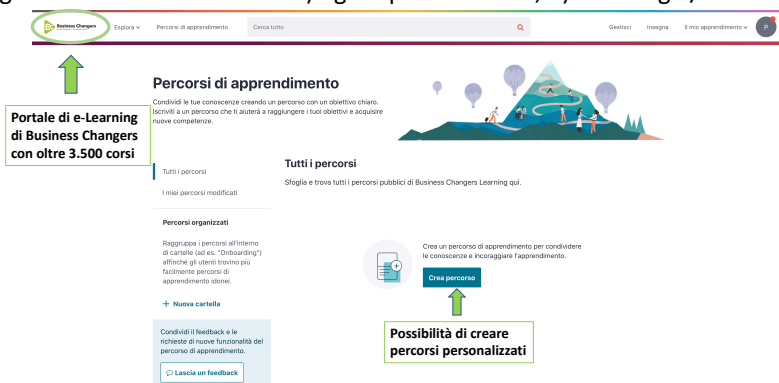 Business Changers
Esplora
Percorsi di apprendimento
Cerca tutto
Gestisci
Insegna
Il mio apprendimento
P
Percorsi di apprendimento
Condividi le tue conoscenze creando un percorso con un obiettivo chiaro.
Iscriviti a un percorso che ti aiuterà a raggiungere i tuoi obiettivi e acquisire
nuove competenze.
Portale di e-Learning
di Business Changers
con oltre 3.500 corsi
Tutti i percorsi
I miei percorsi modificati
Percorsi organizzati
Raggruppa i percorsi all'interno
di cartelle (ad es. "Onboarding")
affinché gli utenti trovino più
facilmente percorsi di
apprendimento idonei.
+ Nuova cartella
Condividi il feedback e le
richieste di nuove funzionalità del
percorso di apprendimento.
Lascia un feedback
Tutti i percorsi
Sfoglia e trova tutti i percorsi pubblici di Business Changers Learning qui.
Crea un percorso di apprendimento per condividere
le conoscenze e incoraggiare l'apprendimento.
Crea percorso
Possibilità di creare
percorsi personalizzati